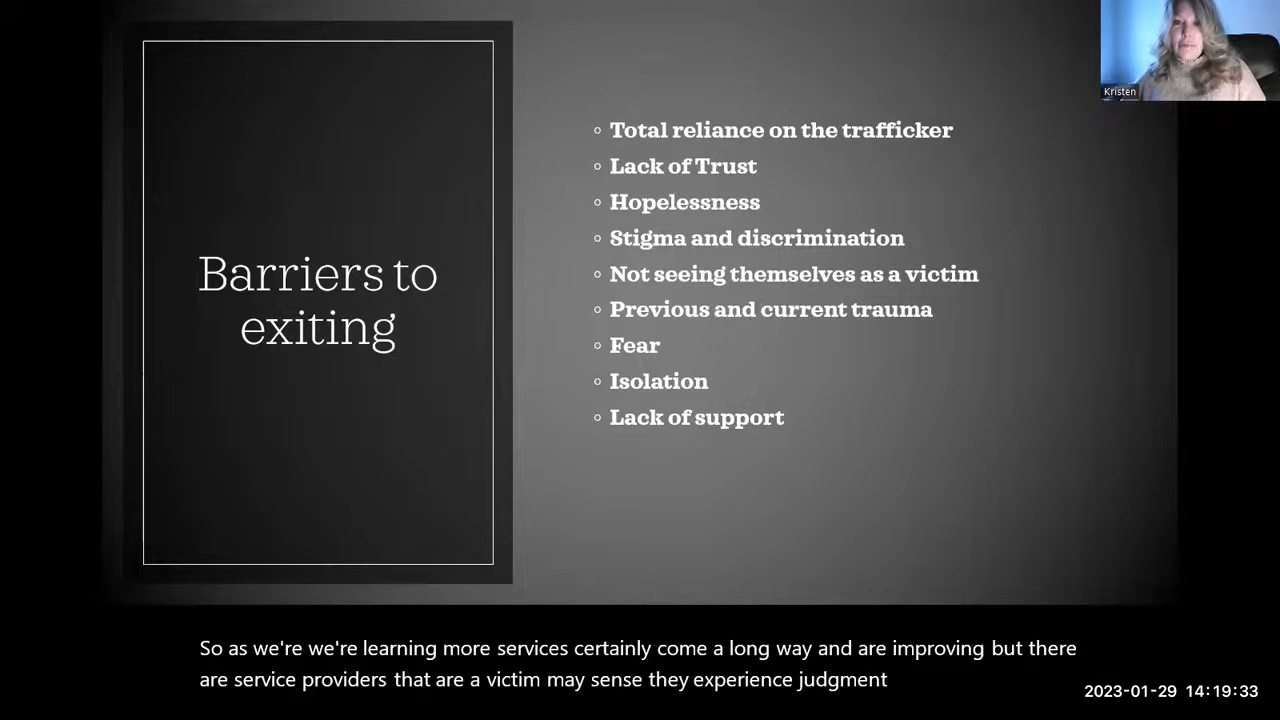 Kristen
Barriers to
exiting
Total reliance on the trafficker
Lack of Trust
Hopelessness
Stigma and discrimination
Not seeing themselves as a victim
Previous and current trauma
Fear
Isolation
Lack of support
So as we're we're learning more services certainly come a long way and are improving but there
are service providers that are a victim may sense they experience judgment
2023-01-29 14:19:33